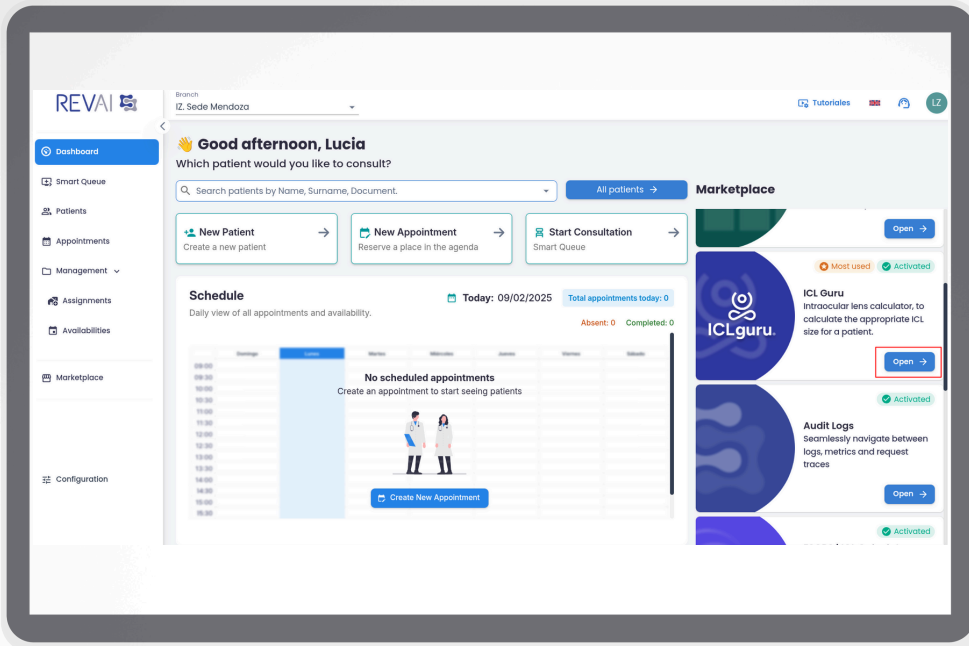 REVAI
Branch
IZ. Sede Mendoza
Tutoriales
LZ
Dashboard
Smart Queue
Patients
Appointments
Management
Assignments
Availabilities
Marketplace
Configuration
👋 Good afternoon, Lucia
Which patient would you like to consult?
Search patients by Name, Surname, Document.
All patients →
New Patient →
Create a new patient
New Appointment →
Reserve a place in the agenda
Start Consultation →
Smart Queue
Schedule
Daily view of all appointments and availability.
Today: 09/02/2025
Total appointments today: 0
Absent: 0 Completed: 0
Domingo Lunes Martes Miércoles Jueves Viernes Sábado
09:00
09:30
10:00
10:30
11:00
11:30
12:00
12:30
13:00
13:30
14:00
14:30
15:00
15:30
No scheduled appointments
Create an appointment to start seeing patients
Create New Appointment
Marketplace
Open →
Most used Activated
ICLguru.
ICL Guru
Intraocular lens calculator, to
calculate the appropriate ICL
size for a patient.
Open →
Activated
Audit Logs
Seamlessly navigate between
logs, metrics and request
traces
Open →
Activated